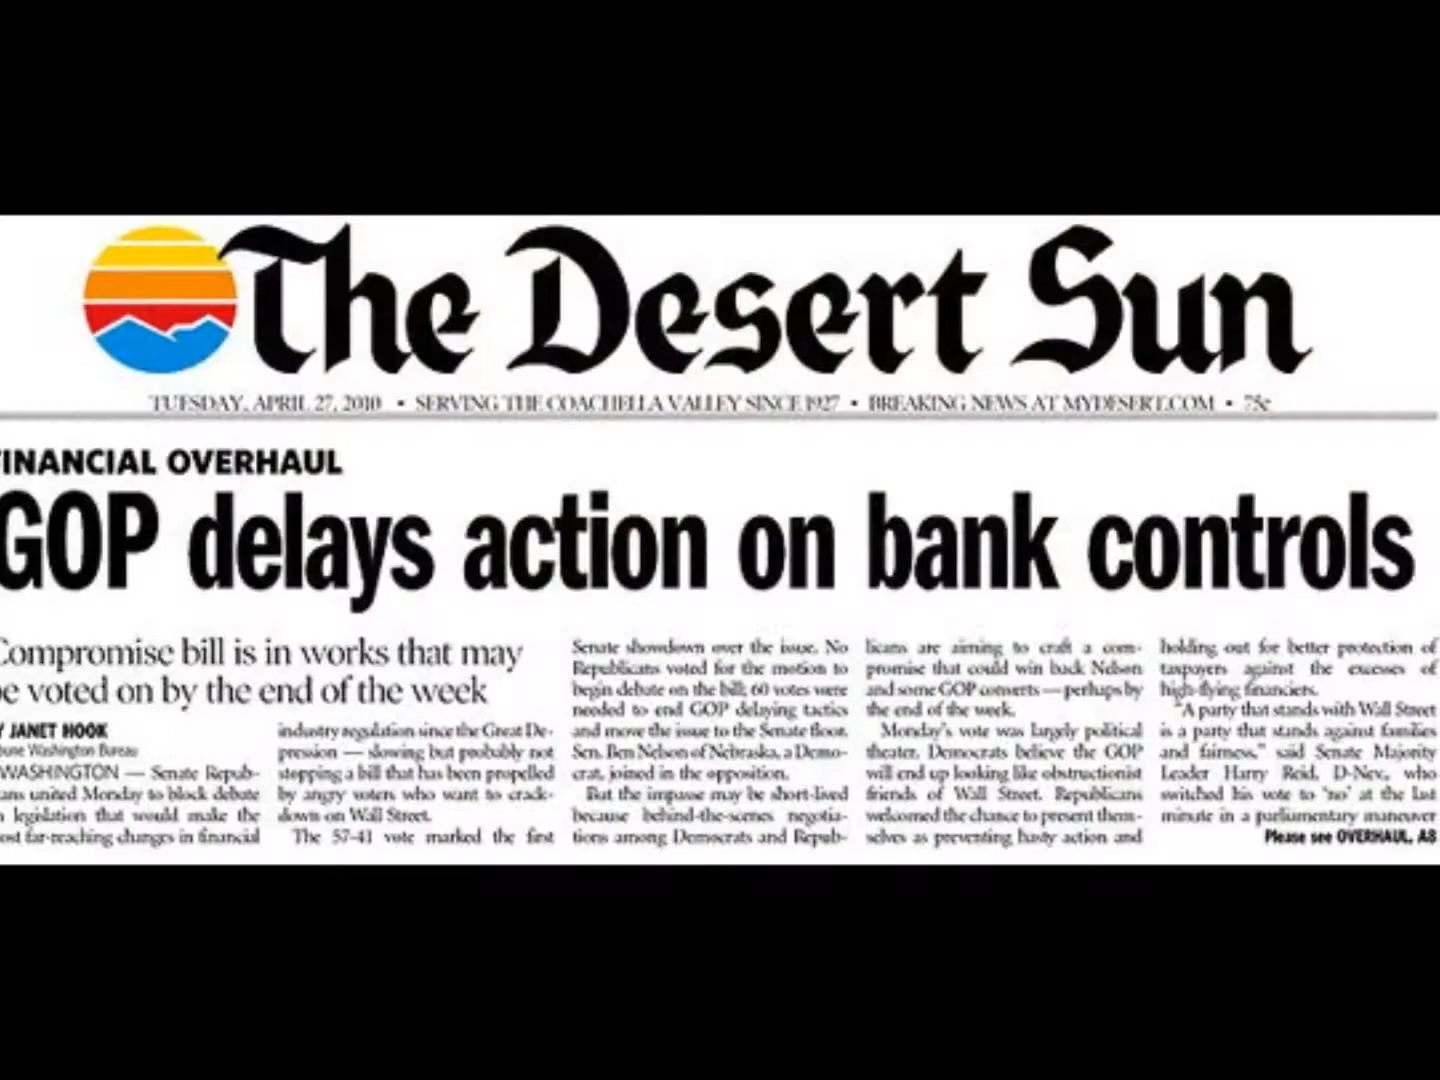 The Desert Sun
TUESDAY, APRIL 27, 2010 • SERVING THE COACHELLA VALLEY SINCE 1927 • BREAKING NEWS AT MYDESERT.COM • 75¢
FINANCIAL OVERHAUL
GOP delays action on bank controls
Compromise bill is in works that may
be voted on by the end of the week
BY JANET HOOK
Tribune Washington Bureau
WASHINGTON — Senate Repub-
ans united Monday to block debate
legislation that would make the
ost far-reaching changes in financial
industry regulation since the Great De-
pression — slowing but probably not
stopping a bill that has been propelled
by angry voters who want to crack-
down on Wall Street.
The 57-41 vote marked the first
Senate showdown over the issue. No
Republicans voted for the motion to
begin debate on the bill; 60 votes were
needed to end GOP delaying tactics
and move the issue to the Senate floor.
Sen. Ben Nelson of Nebraska, a Demo-
crat, joined in the opposition.
But the impasse may be short-lived
because behind-the-scenes negotia-
tions among Democrats and Repub-
licans are aiming to craft a com-
promise that could win back Nelson
and some GOP converts — perhaps by
the end of the week.
Monday's vote was largely political
theater. Democrats believe the GOP
will end up looking like obstructionist
friends of Wall Street. Republicans
welcomed the chance to present them-
selves as preventing hasty action and
holding out for better protection of
taxpayers against the excesses of
high-flying financiers.
"A party that stands with Wall Street
is a party that stands against families
and fairness," said Senate Majority
Leader Harry Reid, D-Nev., who
switched his vote to 'no' at the last
minute in a parliamentary maneuver
Please see OVERHAUL, A8